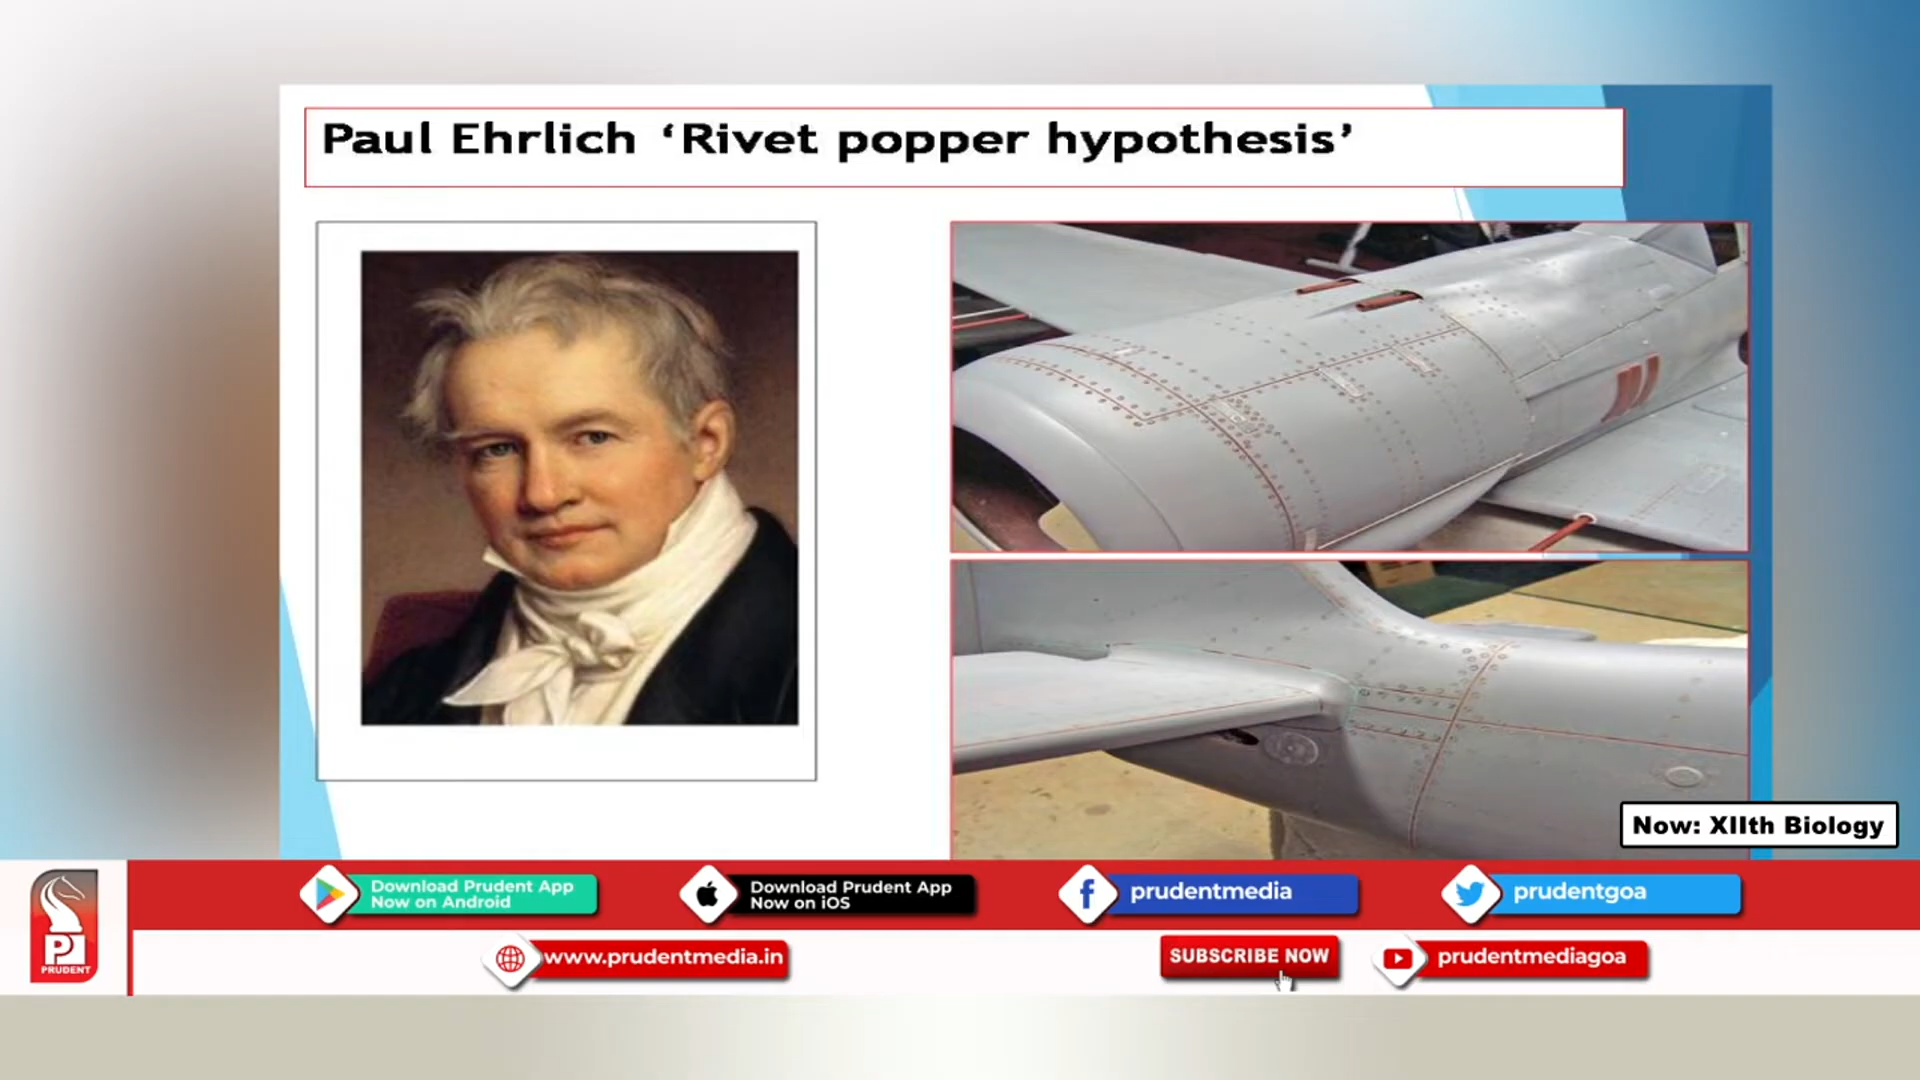 Paul Ehrlich ‘Rivet popper hypothesis’
Now: XIIth Biology
Download Prudent App
Now on Android
Download Prudent App
Now on iOS
prudentmedia
prudentgoa
PRUDENT
www.prudentmedia.in
SUBSCRIBE NOW
prudentmediagoa